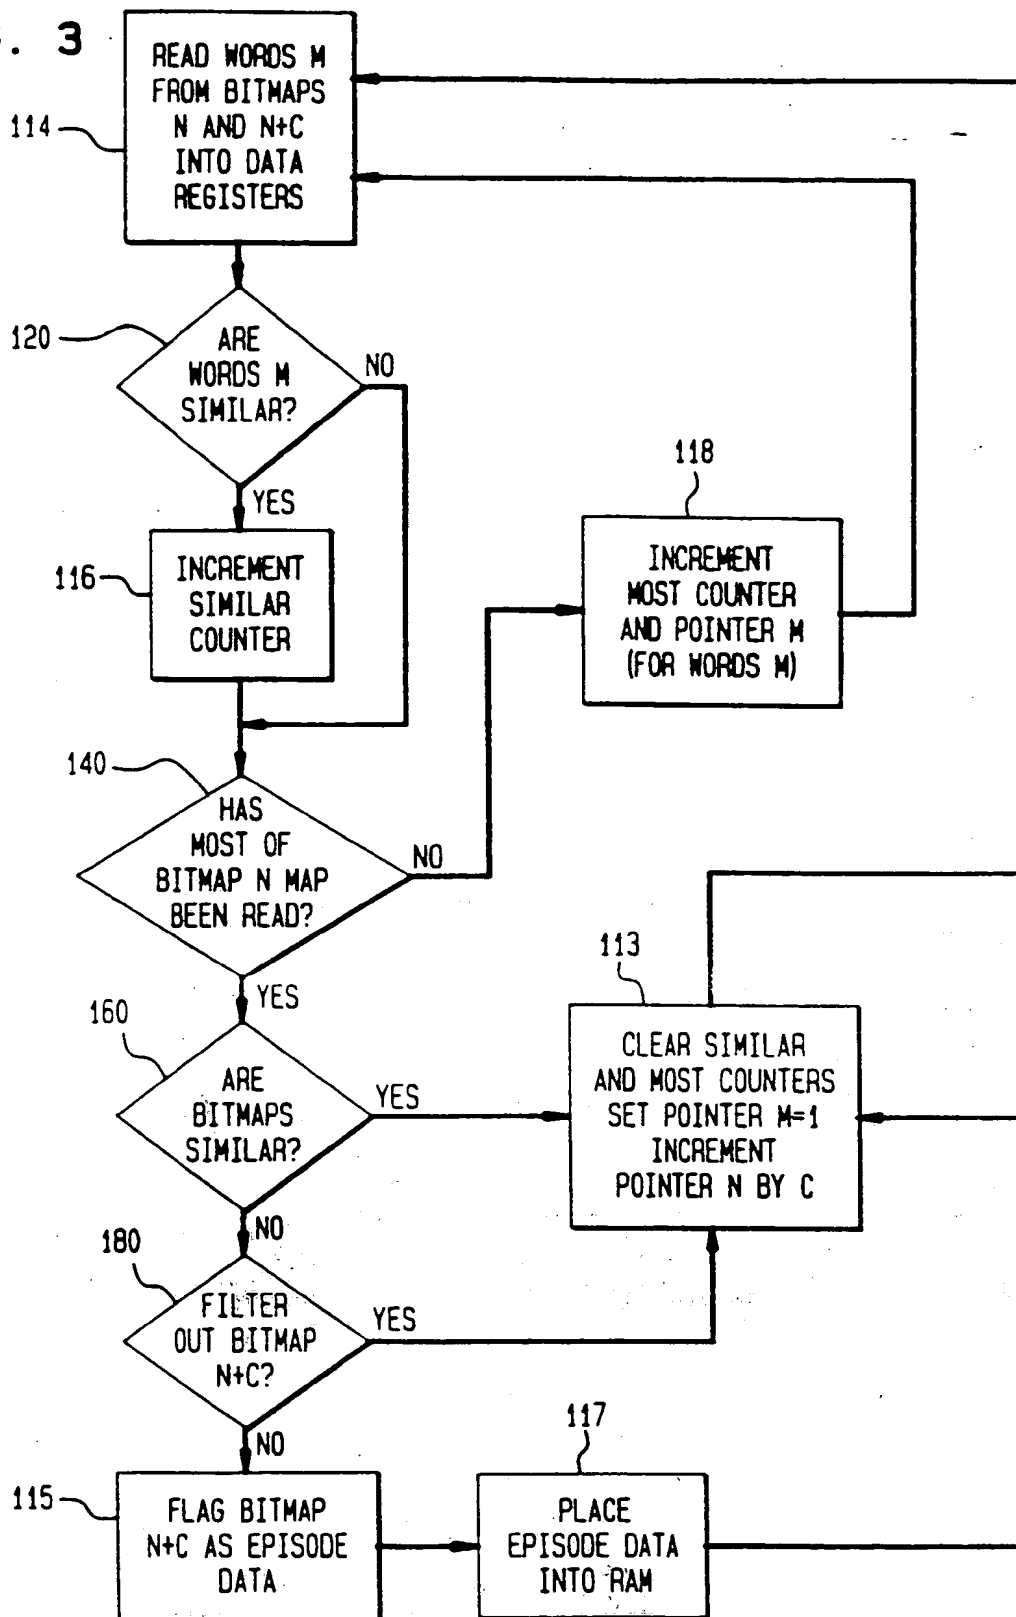 . 3
READ WORDS M
FROM BITMAPS
N AND N+C
INTO DATA
REGISTERS
114
120
ARE
WORDS M
SIMILAR?
NO
YES
116
INCREMENT
SIMILAR
COUNTER
118
INCREMENT
MOST COUNTER
AND POINTER M
(FOR WORDS M)
140
HAS
MOST OF
BITMAP N MAP
BEEN READ?
NO
YES
113
CLEAR SIMILAR
AND MOST COUNTERS
SET POINTER M=1
INCREMENT
POINTER N BY C
160
ARE
BITMAPS
SIMILAR?
YES
NO
180
FILTER
OUT BITMAP
N+C?
YES
NO
115
FLAG BITMAP
N+C AS EPISODE
DATA
117
PLACE
EPISODE DATA
INTO RAM